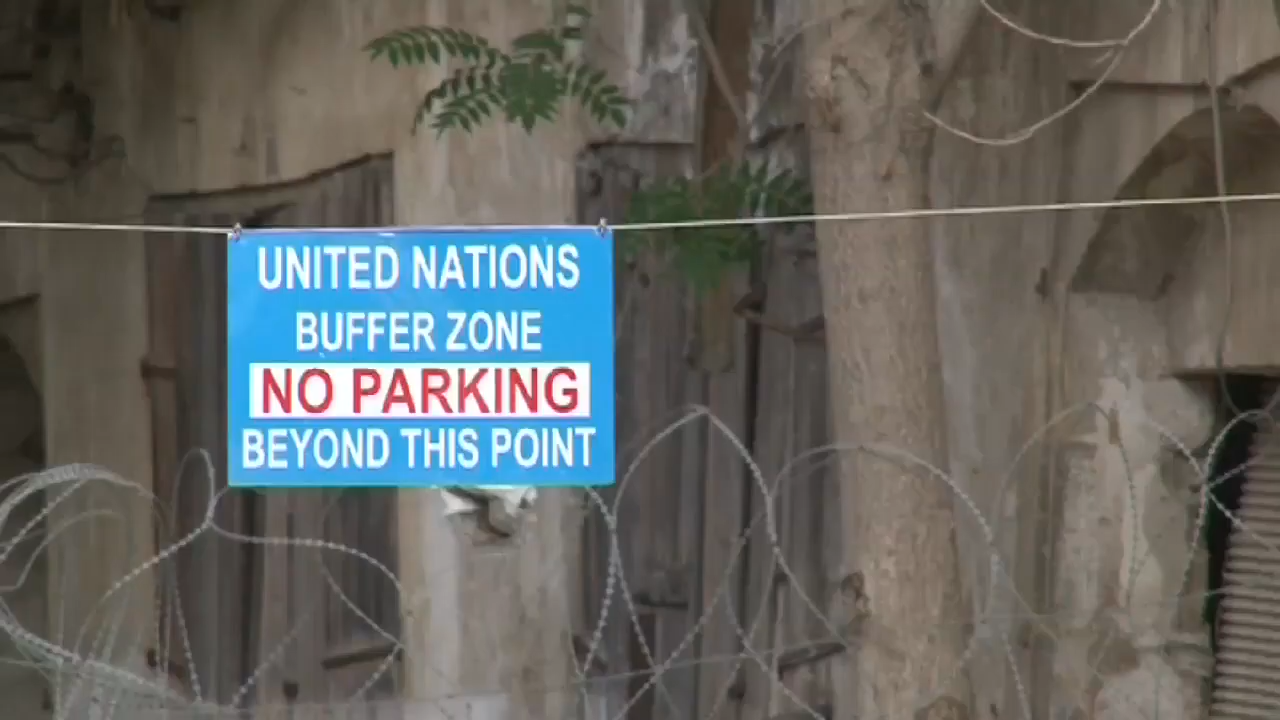 UNITED NATIONS
BUFFER ZONE
NO PARKING
BEYOND THIS POINT